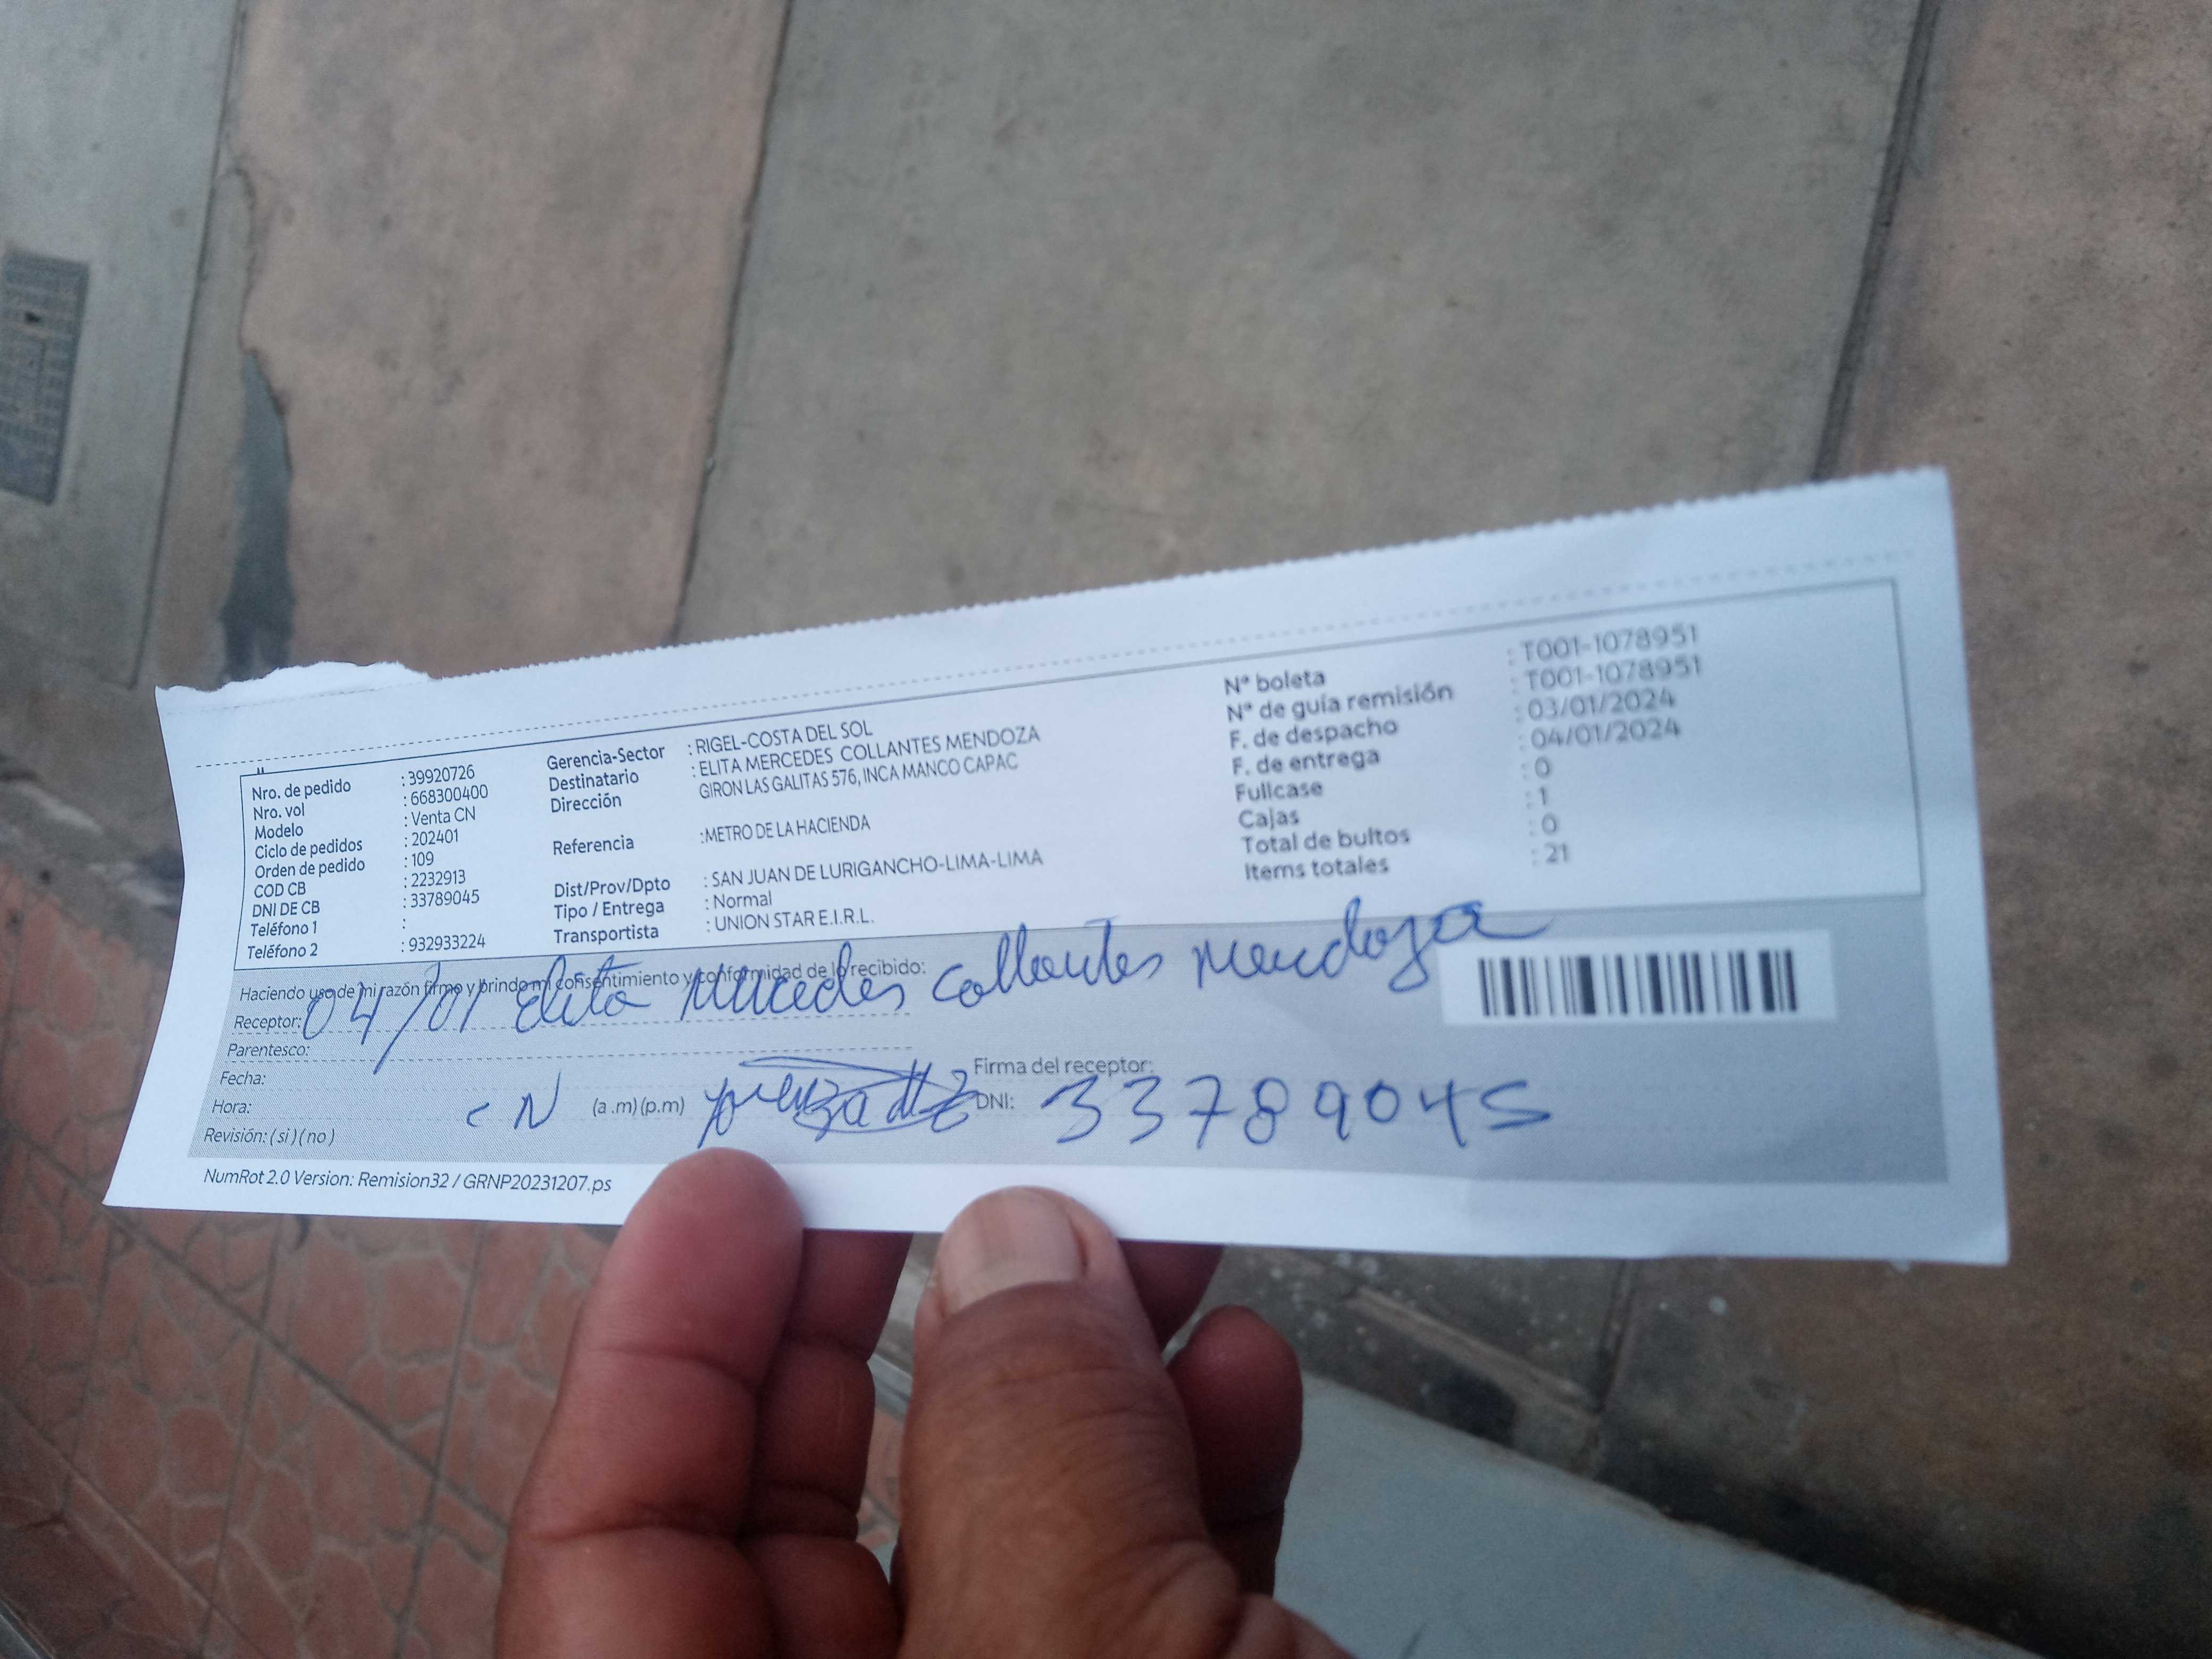 Nro. de pedido : 39920726
Nro. vol : 668300400
Modelo : Venta CN
Ciclo de pedidos : 202401
Orden de pedido : 109
COD CB : 2232913
DNI DE CB : 33789045
Teléfono 1 :
Teléfono 2 : 932933224
Gerencia-Sector : RIGEL-COSTA DEL SOL
Destinatario : ELITA MERCEDES COLLANTES MENDOZA
Dirección GIRON LAS GALITAS 576, INCA MANCO CAPAC
Referencia :METRO DE LA HACIENDA
Dist/Prov/Dpto : SAN JUAN DE LURIGANCHO-LIMA-LIMA
Tipo / Entrega : Normal
Transportista : UNION STAR E.I.R.L.
Nº boleta : T001-1078951
Nº de guía remisión : T001-1078951
F. de despacho : 03/01/2024
F. de entrega : 04/01/2024
Fullcase : 0
Cajas : 1
Total de bultos : 0
Items totales : 21
Haciendo uso de mi razón firmo y brindo mi consentimiento y conformidad de lo recibido:
Receptor: 04/01 Elita Mercedes Collantes Mendoza
Parentesco:
Fecha:
Firma del receptor:
Hora: CN (a.m)(p.m)
DNI: 33789045
Revisión: (si)(no)
NumRot 2.0 Version: Remision32 / GRNP20231207.ps